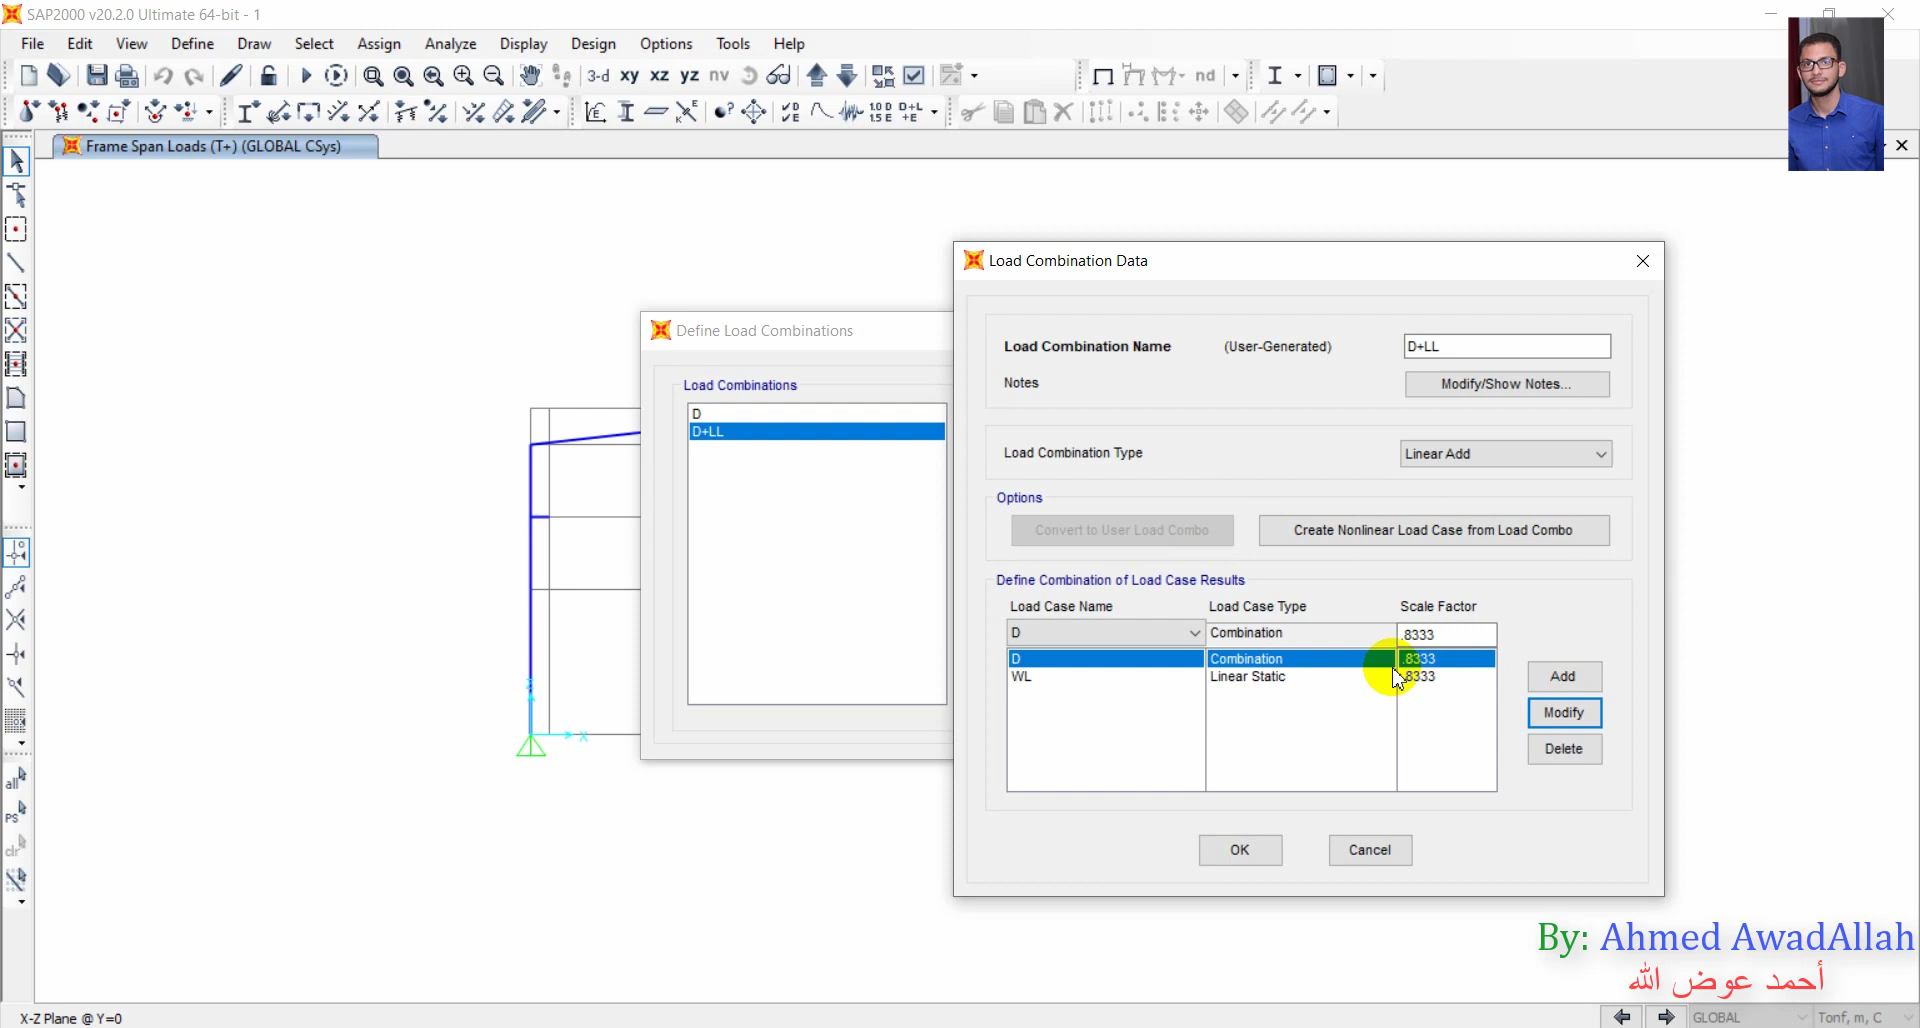 SAP2000 v20.2.0 Ultimate 64-bit - 1
File Edit View Define Draw Select Assign Analyze Display Design Options Tools Help
3-d xy xz yz nv nd
Frame Span Loads (T+) (GLOBAL CSys)
Load Combination Data
Load Combination Name (User-Generated) D+LL
Notes Modify/Show Notes...
Load Combination Type Linear Add
Options
Convert to User Load Combo Create Nonlinear Load Case from Load Combo
Define Combination of Load Case Results
Load Case Name Load Case Type Scale Factor
D Combination .8333
D Combination .8333
WL Linear Static .8333
Add
Modify
Delete
OK Cancel
Define Load Combinations
Load Combinations
D
D+LL
X
all
PS
clr
By: Ahmed AwadAllah
أحمد عوض الله
X-Z Plane @ Y=0
GLOBAL Tonf, m, C